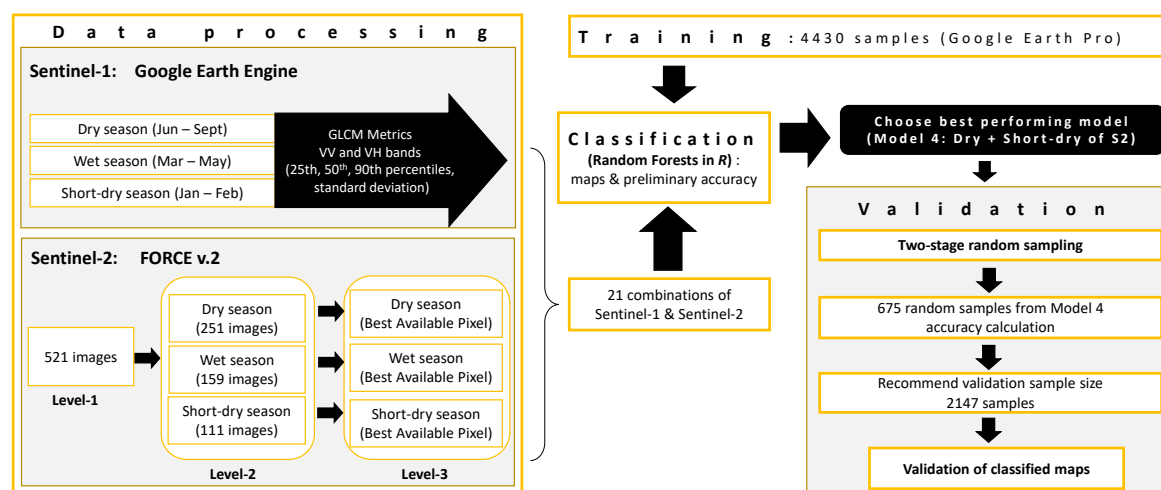 Data processing
Sentinel-1: Google Earth Engine
Dry season (Jun – Sept)
Wet season (Mar – May)
Short-dry season (Jan – Feb)
GLCM Metrics
VV and VH bands
(25th, 50th, 90th percentiles,
standard deviation)
Sentinel-2: FORCE v.2
521 images
Level-1
Dry season
(251 images)
Wet season
(159 images)
Short-dry season
(111 images)
Level-2
Dry season
(Best Available Pixel)
Wet season
(Best Available Pixel)
Short-dry season
(Best Available Pixel)
Level-3
Training : 4430 samples (Google Earth Pro)
Classification
(Random Forests in R) :
maps & preliminary accuracy
21 combinations of
Sentinel-1 & Sentinel-2
Choose best performing model
(Model 4: Dry + Short-dry of S2)
Validation
Two-stage random sampling
675 random samples from Model 4
accuracy calculation
Recommend validation sample size
2147 samples
Validation of classified maps